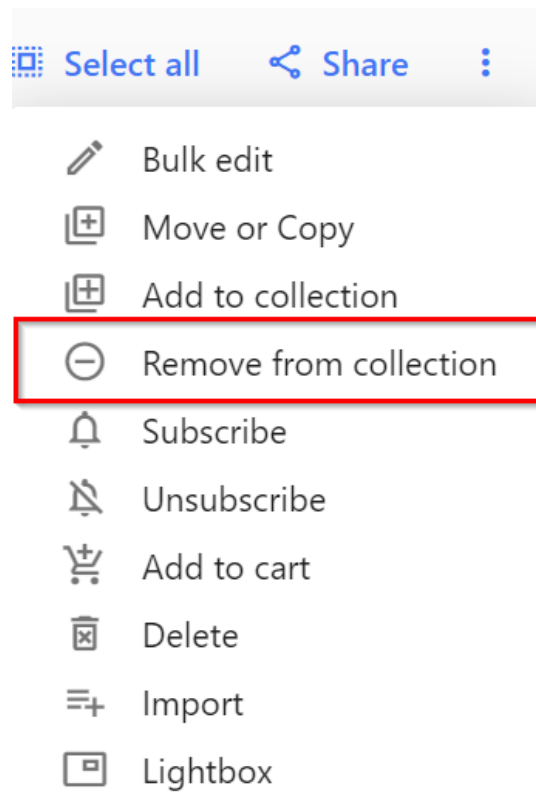 Select all Share
Bulk edit
Move or Copy
Add to collection
Remove from collection
Subscribe
Unsubscribe
Add to cart
Delete
Import
Lightbox